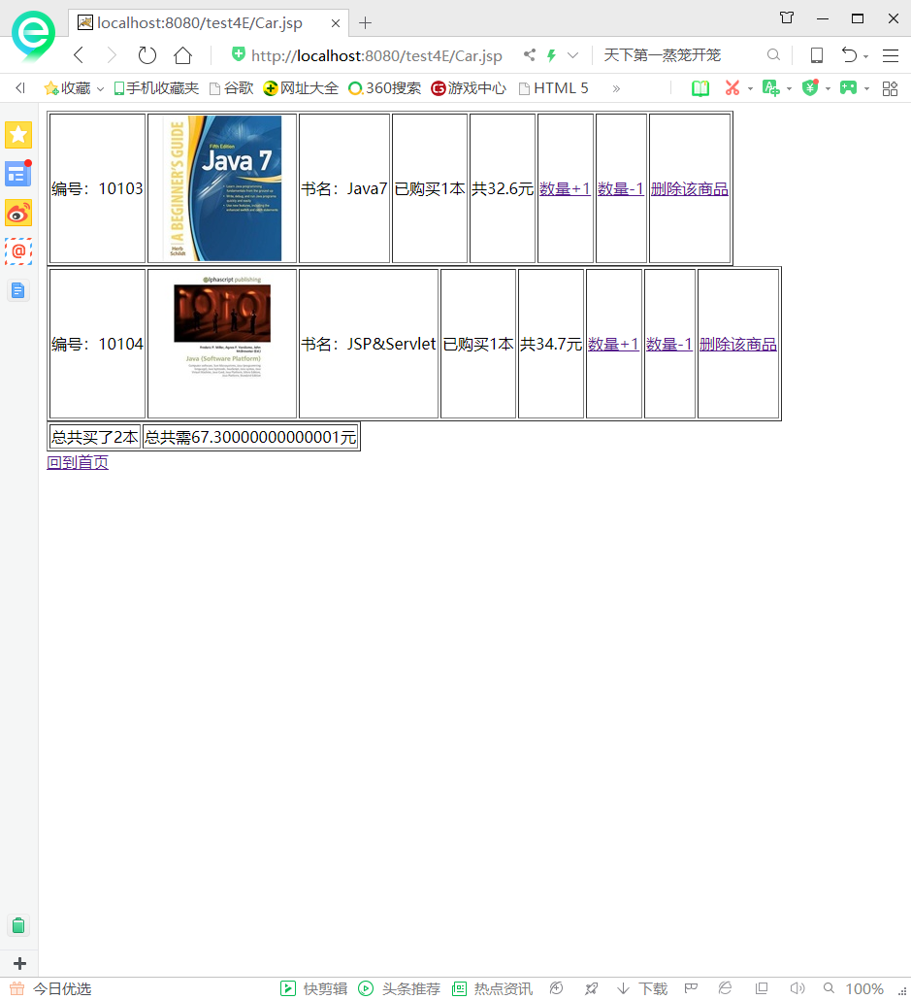 localhost:8080/test4E/Car.jsp
http://localhost:8080/test4E/Car.jsp 天下第一蒸笼开笼
收藏 手机收藏夹 谷歌 网址大全 360搜索 游戏中心 HTML 5 »
编号：10103 书名：Java7 已购买1本 共32.6元 数量+1 数量-1 删除该商品
A BEGINNER'S GUIDE
Fifth Edition
Java 7
Herb
Schildt
编号：10104 书名：JSP&Servlet 已购买1本 共34.7元 数量+1 数量-1 删除该商品
@lphascript publishing
Java (Software Platform)
总共买了2本 总共需67.30000000000001元
回到首页
今日优选 快剪辑 头条推荐 热点资讯 下载 100%